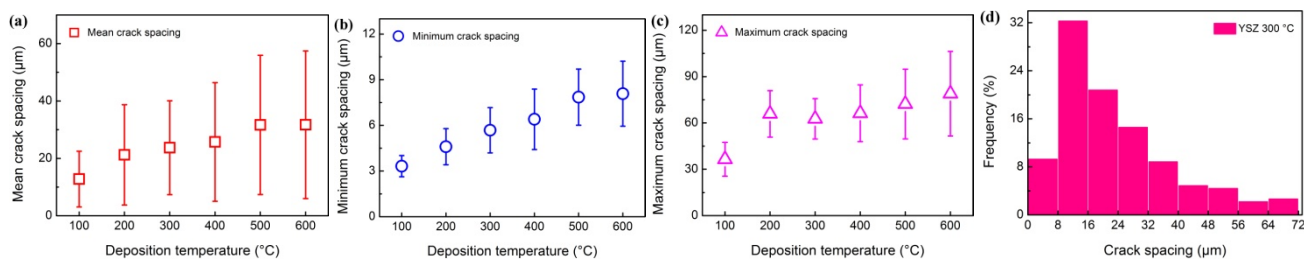 (a)
Mean crack spacing
Mean crack spacing (μm)
60
40
20
0
100 200 300 400 500 600
Deposition temperature (°C)
(b)
Minimum crack spacing
Minimum crack spacing (μm)
12
9
6
3
0
100 200 300 400 500 600
Deposition temperature (°C)
(c)
Maximum crack spacing
Maximum crack spacing (μm)
120
90
60
30
0
100 200 300 400 500 600
Deposition temperature (°C)
(d)
YSZ 300 °C
Frequency (%)
32
24
16
8
0
0 8 16 24 32 40 48 56 64 72
Crack spacing (μm)